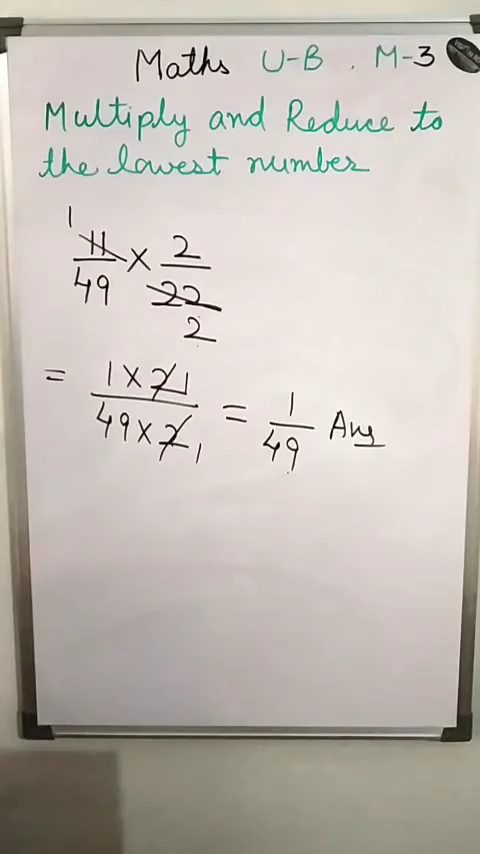 Maths U-B . M-3
Multiply and Reduce to
the lowest number
1
11/49 × 2/22
2
= 1×2 1/49×2 1 = 1/49 Ans